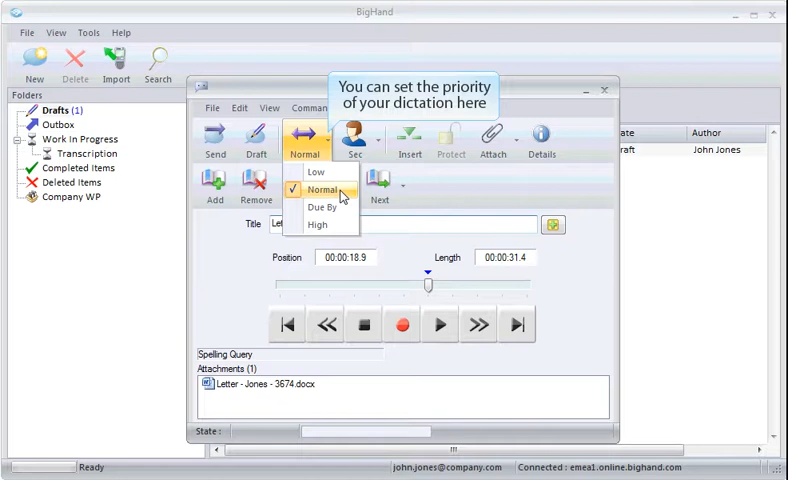 BigHand
File View Tools Help
New Delete Import Search
Folders
Drafts (1)
Outbox
Work In Progress
Transcription
Completed Items
Deleted Items
Company WP
You can set the priority
of your dictation here
File Edit View
Send Draft Normal Sec Insert Protect Attach Details
Low
Normal
Due By
High
Add Remove Next
Title
Position 00:00:18.9 Length 00:00:31.4
Spelling Query
Attachments (1)
Letter - Jones - 3674.docx
State :
Author
John Jones
Ready john.jones@company.com Connected : emea1.online.bighand.com